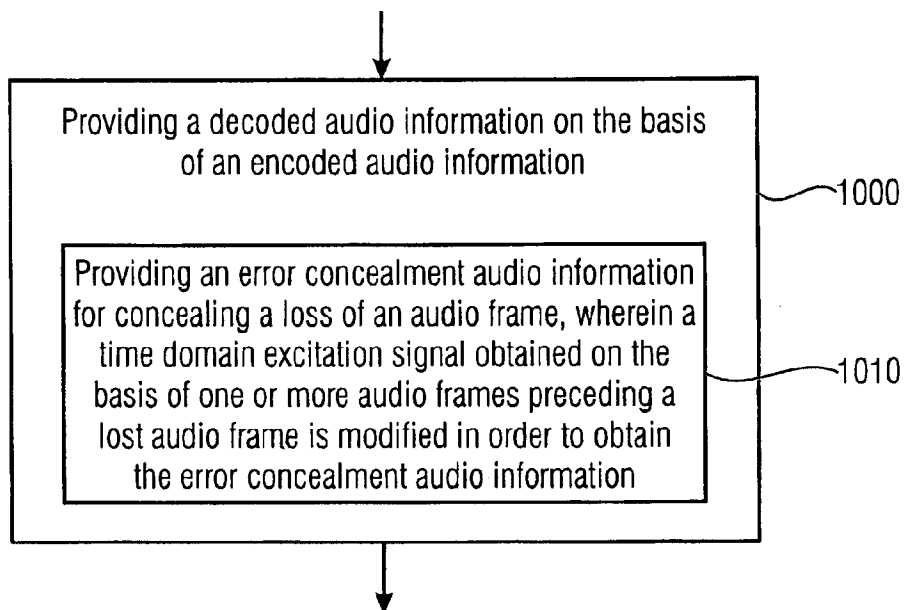 Providing a decoded audio information on the basis
of an encoded audio information
1000
Providing an error concealment audio information
for concealing a loss of an audio frame, wherein a
time domain excitation signal obtained on the
basis of one or more audio frames preceding a
lost audio frame is modified in order to obtain
the error concealment audio information
1010